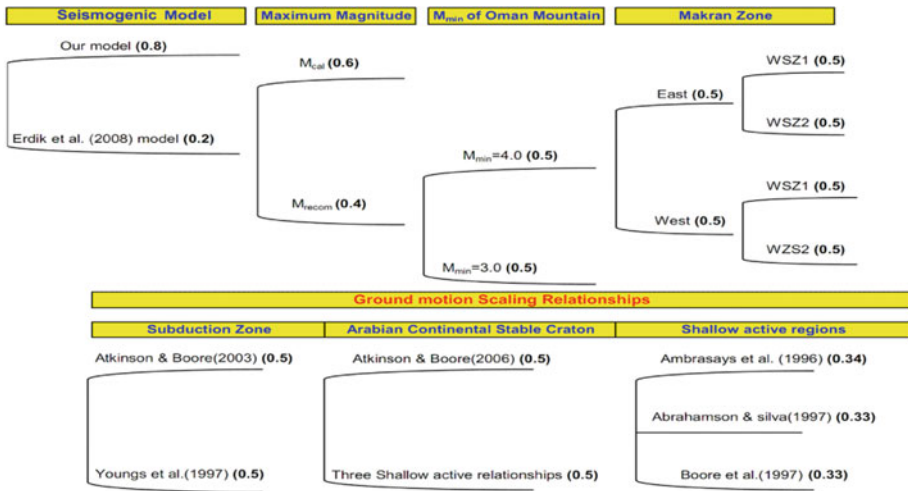 Seismogenic Model Maximum Magnitude Mmin of Oman Mountain Makran Zone
Our model (0.8)
Mcal (0.6)
WSZ1 (0.5)
East (0.5)
WSZ2 (0.5)
Erdik et al. (2008) model (0.2)
Mmin=4.0 (0.5)
WSZ1 (0.5)
Mrecom (0.4)
West (0.5)
WZS2 (0.5)
Mmin=3.0 (0.5)
Ground motion Scaling Relationships
Subduction Zone Arabian Continental Stable Craton Shallow active regions
Atkinson & Boore(2003) (0.5) Atkinson & Boore(2006) (0.5) Ambrasays et al. (1996) (0.34)
Abrahamson & silva(1997) (0.33)
Youngs et al.(1997) (0.5) Three Shallow active relationships (0.5) Boore et al.(1997) (0.33)